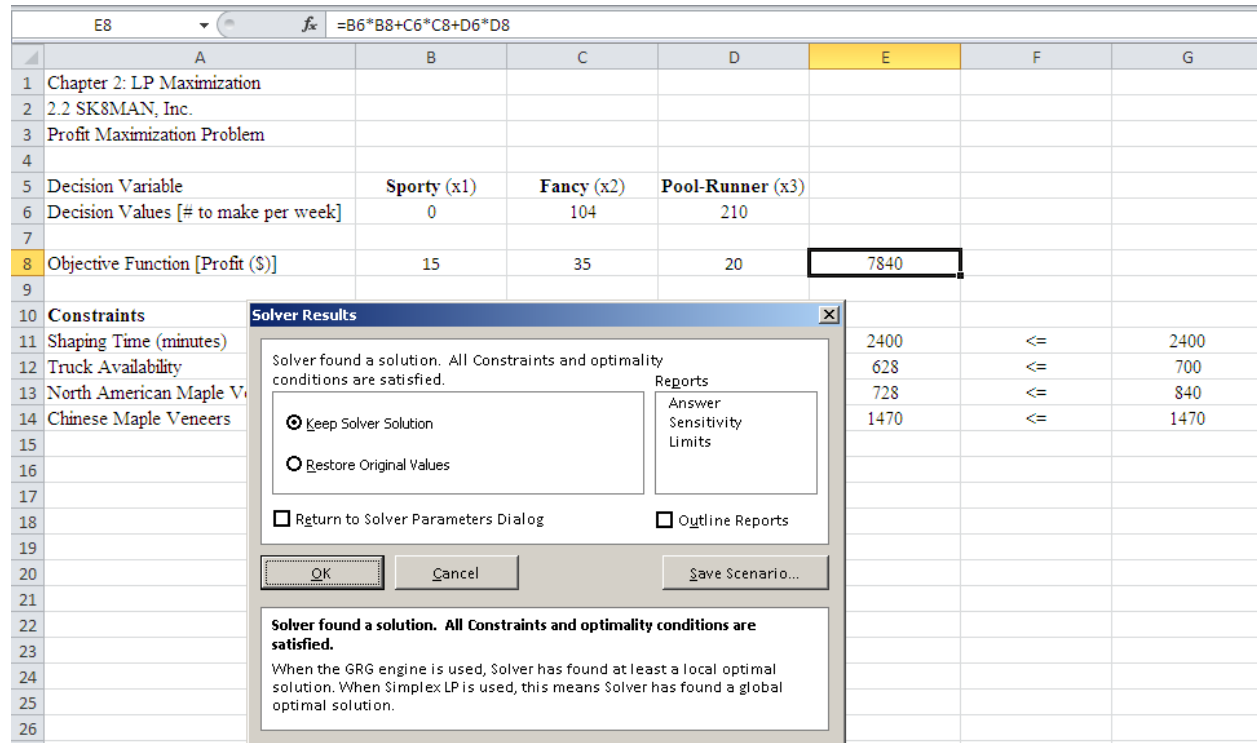 E8 fx =B6*B8+C6*C8+D6*D8
A B C D E F G
1 Chapter 2: LP Maximization
2 2.2 SK8MAN, Inc.
3 Profit Maximization Problem
4
5 Decision Variable Sporty (x1) Fancy (x2) Pool-Runner (x3)
6 Decision Values [# to make per week] 0 104 210
7
8 Objective Function [Profit ($)] 15 35 20 7840
9
10 Constraints
11 Shaping Time (minutes) 2400 <= 2400
12 Truck Availability 628 <= 700
13 North American Maple V 728 <= 840
14 Chinese Maple Veneers 1470 <= 1470
15
16
17
18
19
20
21
22
23
24
25
26
Solver Results
Solver found a solution. All Constraints and optimality
conditions are satisfied.
Reports
Answer
Sensitivity
Limits
Keep Solver Solution
Restore Original Values
Return to Solver Parameters Dialog
Outline Reports
OK Cancel Save Scenario...
Solver found a solution. All Constraints and optimality conditions are
satisfied.
When the GRG engine is used, Solver has found at least a local optimal
solution. When Simplex LP is used, this means Solver has found a global
optimal solution.